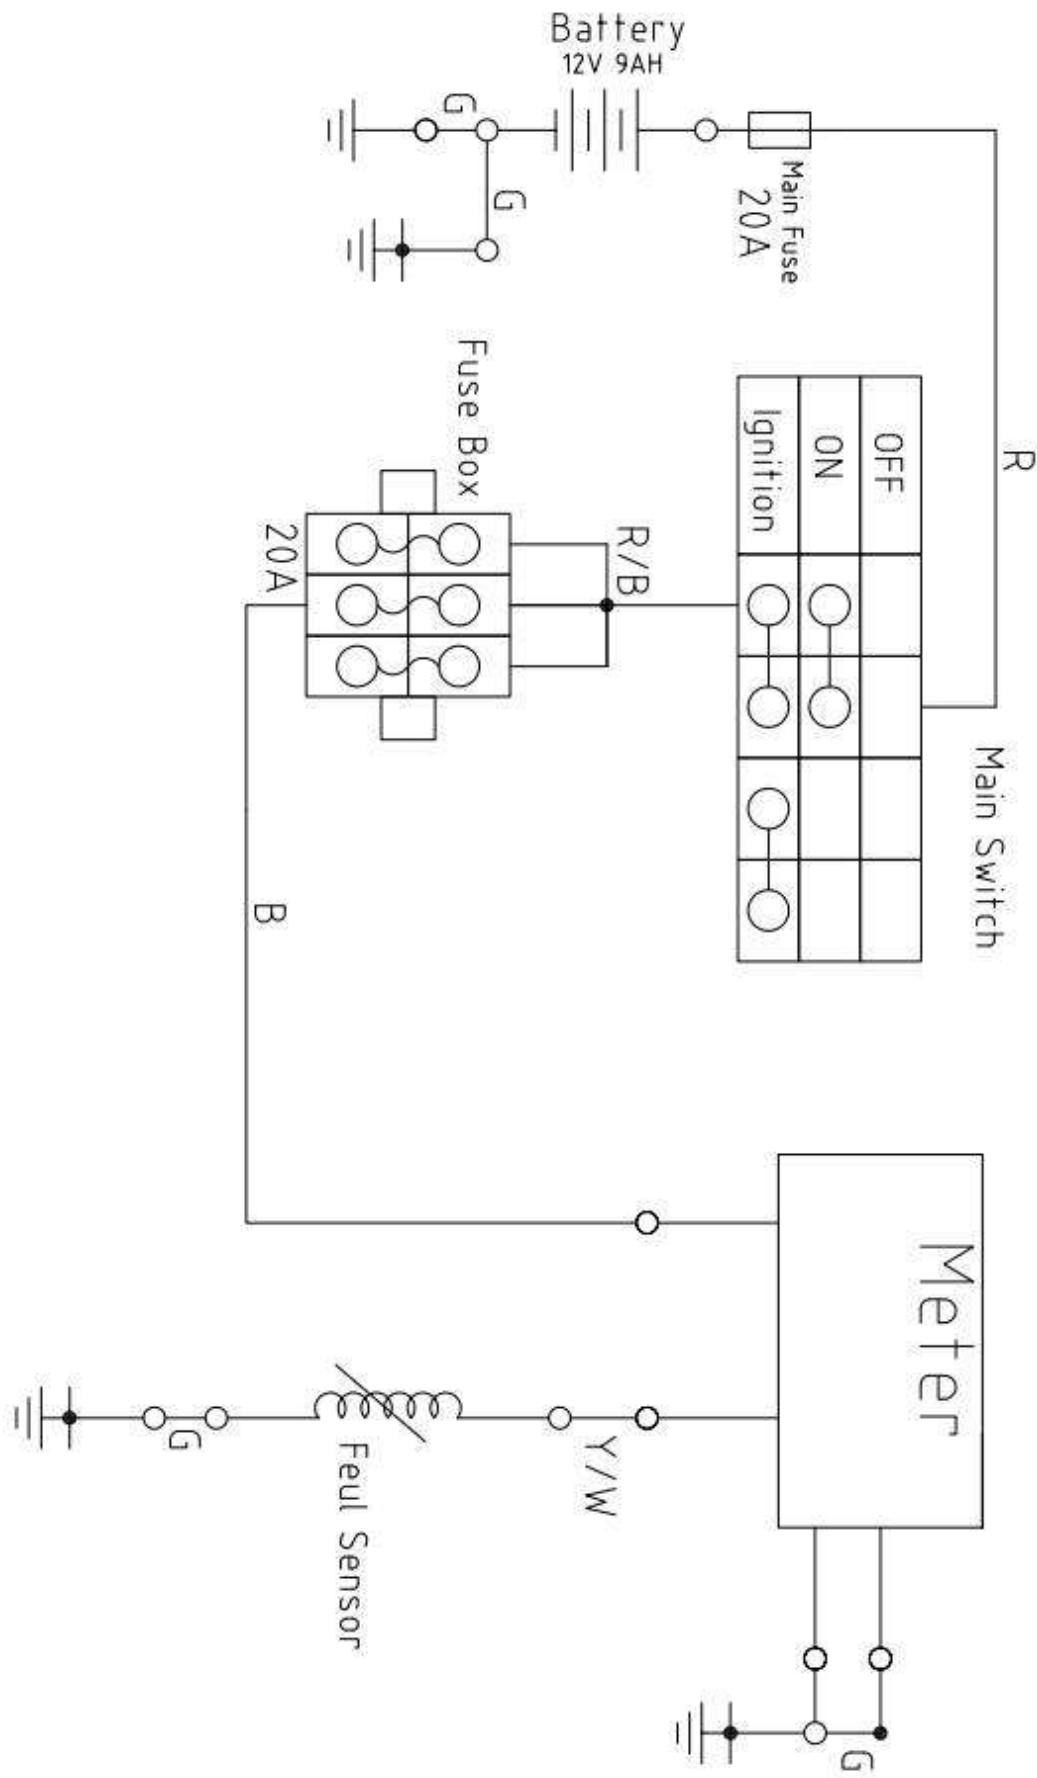 Battery
12V 9AH
G
G
Main Fuse
20A
R
OFF
ON
Ignition
Main Switch
Fuse Box
20A
R/B
B
Meter
Y/W
G
Feul Sensor
G